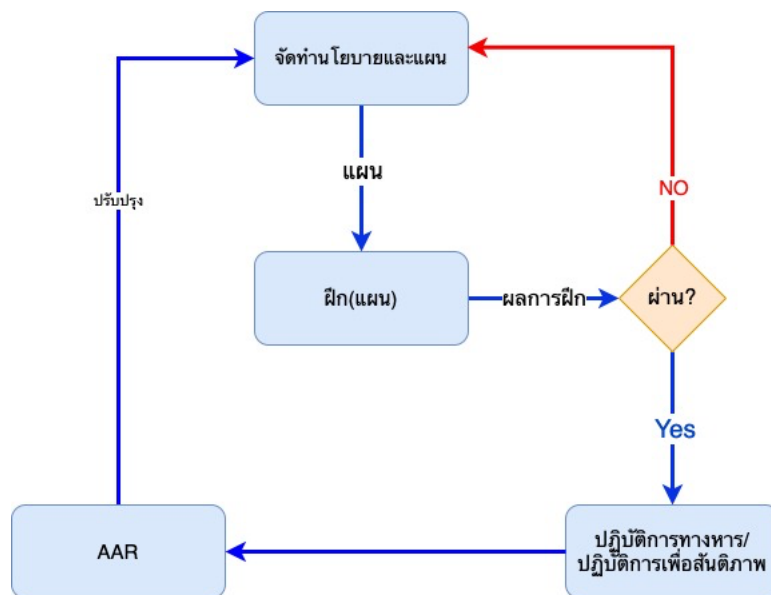 จัดทำนโยบายและแผน
แผน
ปรับปรุง
NO
ฝึก(แผน)
ผลการฝึก
ผ่าน?
Yes
AAR
ปฏิบัติการทางหาร/
ปฏิบัติการเพื่อสันติภาพ